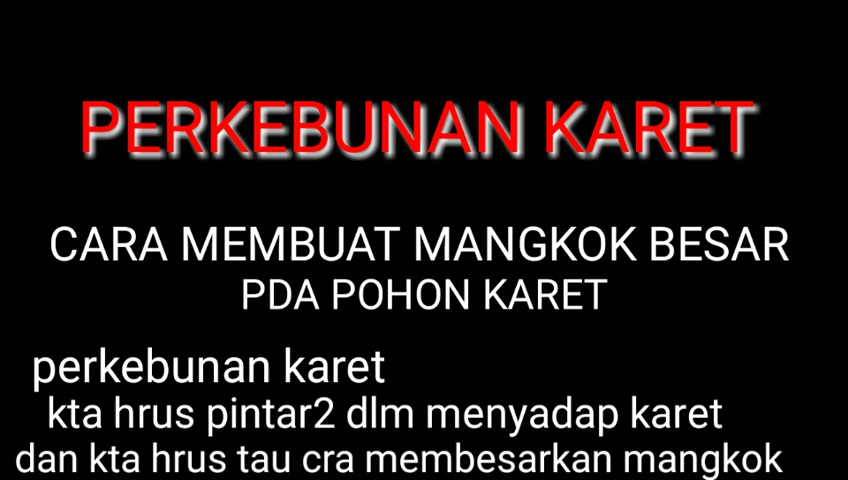 PERKEBUNAN KARET
CARA MEMBUAT MANGKOK BESAR
PDA POHON KARET
perkebunan karet
kta hrus pintar2 dlm menyadap karet
dan kta hrus tau cra membesarkan mangkok